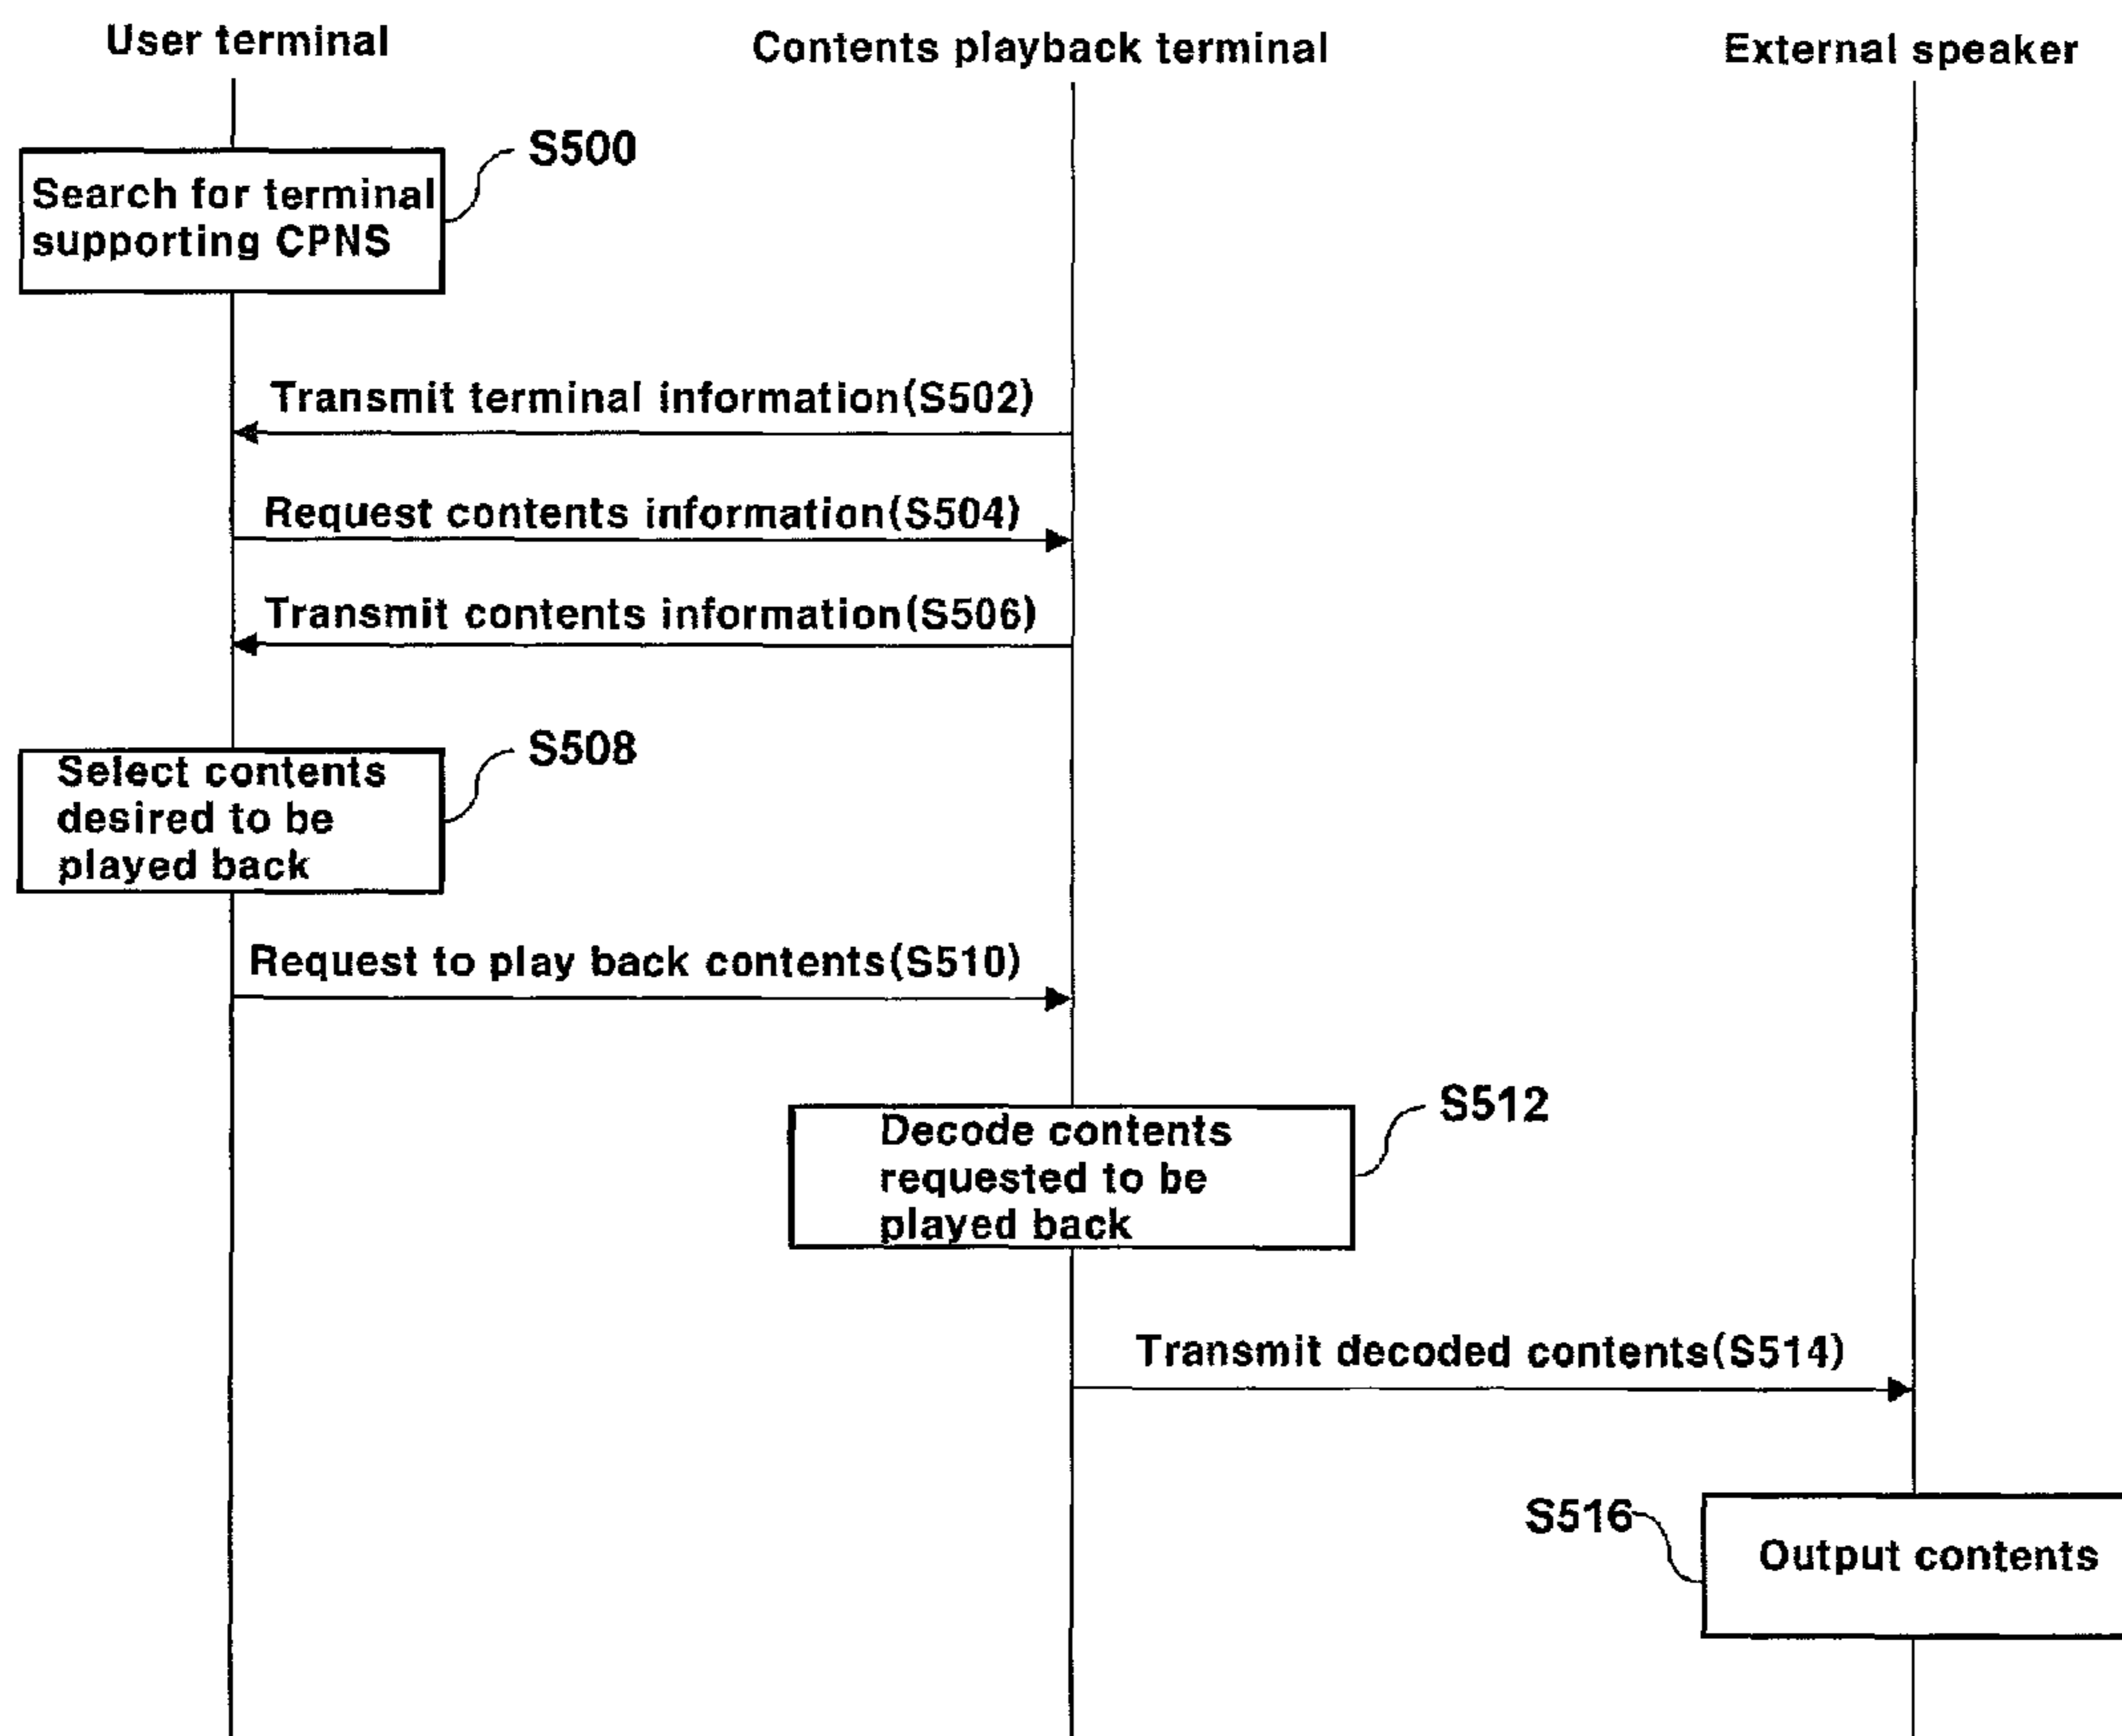 User terminal
Contents playback terminal
External speaker
S500
Search for terminal
supporting CPNS
Transmit terminal information(S502)
Request contents information(S504)
Transmit contents information(S506)
S508
Select contents
desired to be
played back
Request to play back contents(S510)
S512
Decode contents
requested to be
played back
Transmit decoded contents(S514)
S516
Output contents